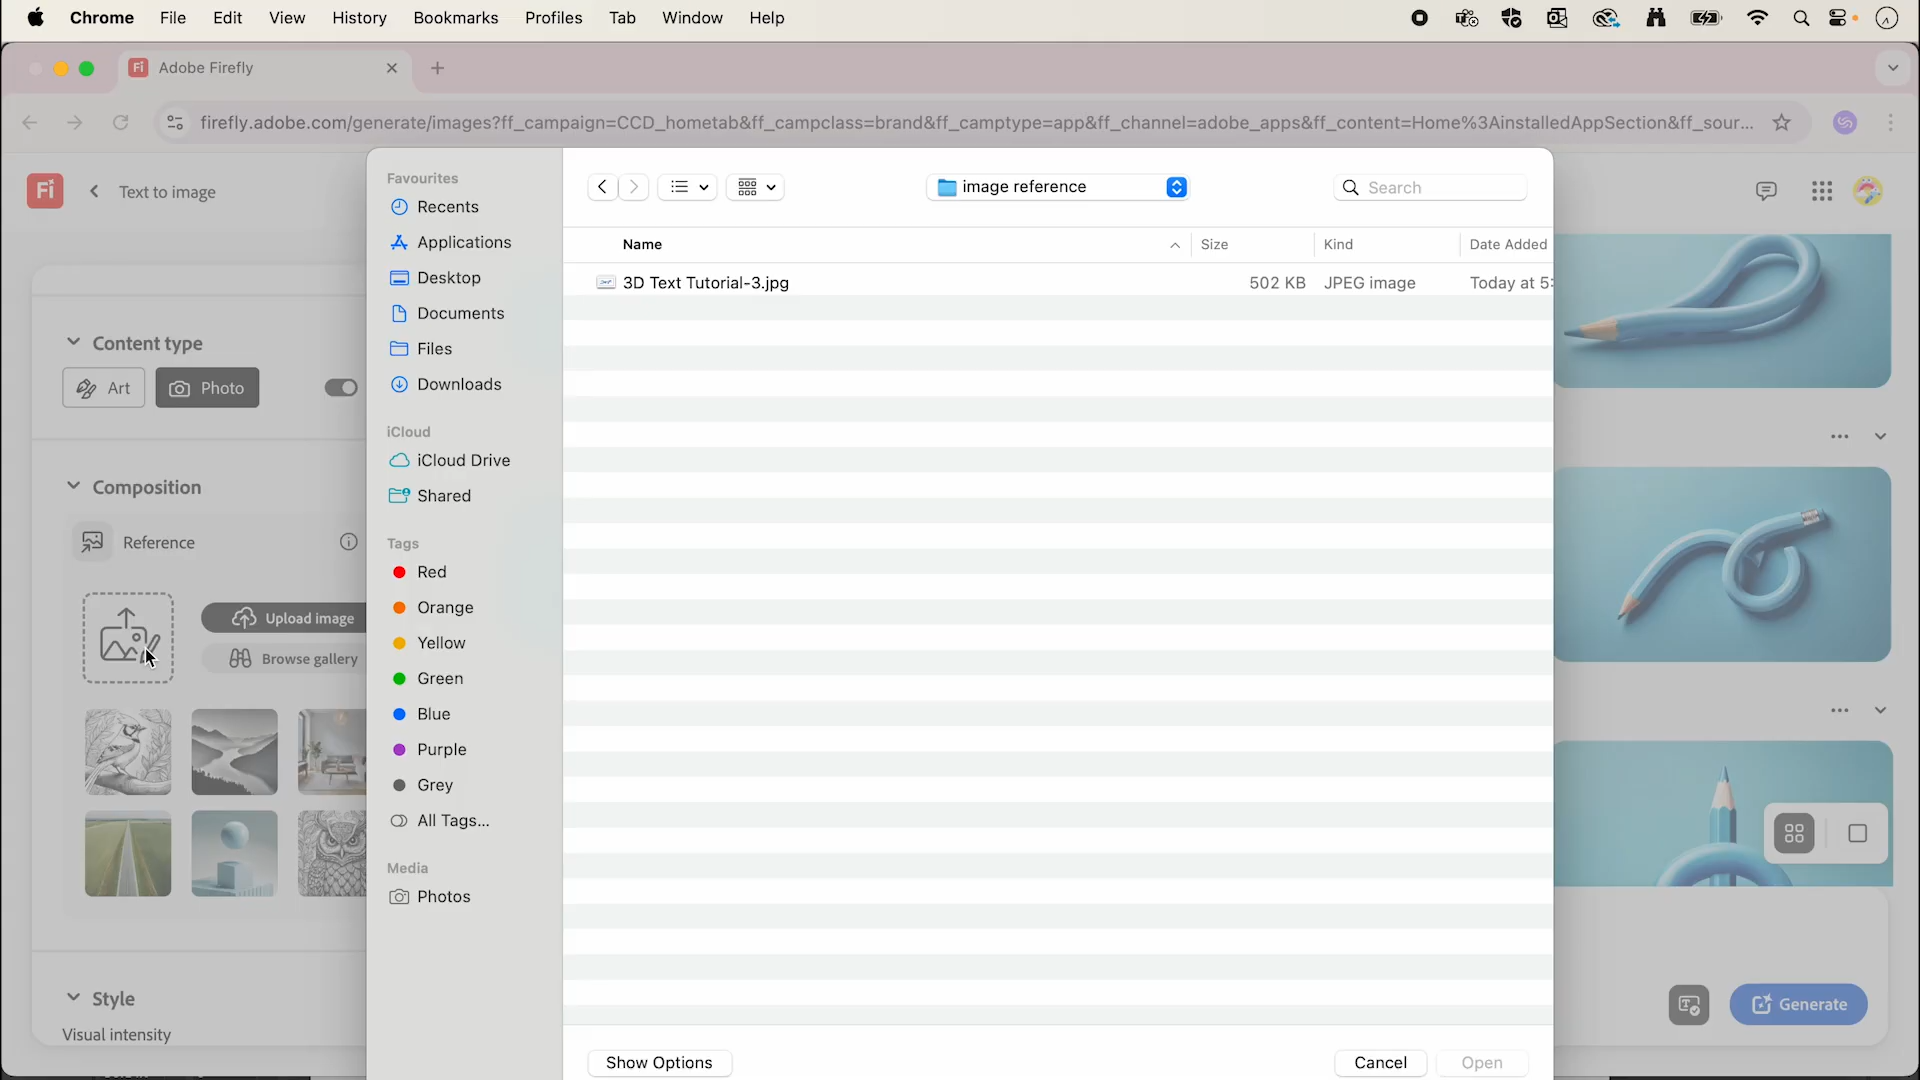 Chrome File Edit View History Bookmarks Profiles Tab Window Help
Fi Adobe Firefly
firefly.adobe.com/generate/images?ff_campaign=CCD_hometab&ff_campclass=brand&ff_camptype=app&ff_channel=adobe_apps&ff_content=Home%3AinstalledAppSection&ff_sour...
Fi Text to image
Content type
Art Photo
Composition
Reference
Upload image
Browse gallery
Style
Visual intensity
Favourites
Recents
Applications
Desktop
Documents
Files
Downloads
iCloud
iCloud Drive
Shared
Tags
Red
Orange
Yellow
Green
Blue
Purple
Grey
All Tags...
Media
Photos
image reference
Search
Name Size Kind Date Added
3D Text Tutorial-3.jpg 502 KB JPEG image Today at 5:
Show Options Cancel Open
Generate